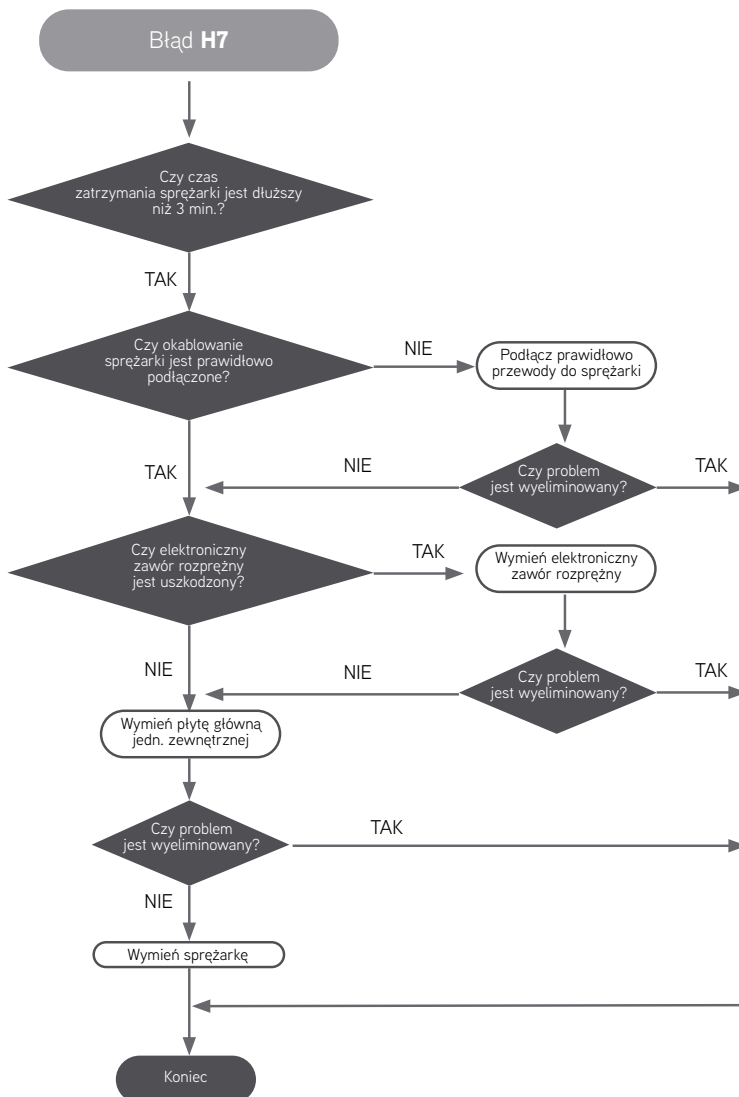 Błąd H7
Czy czas
zatrzymania sprężarki jest dłuższy
niż 3 min.?
TAK
Czy okablowanie
sprężarki jest prawidłowo
podłączone?
NIE
Podłącz prawidłowo
przewody do sprężarki
TAK
NIE
Czy problem
jest wyeliminowany?
TAK
Czy elektroniczny
zawór rozprężny
jest uszkodzony?
TAK
Wymień elektroniczny
zawór rozprężny
NIE
NIE
Czy problem
jest wyeliminowany?
TAK
Wymień płytę główną
jedn. zewnętrznej
Czy problem
jest wyeliminowany?
TAK
NIE
Wymień sprężarkę
Koniec